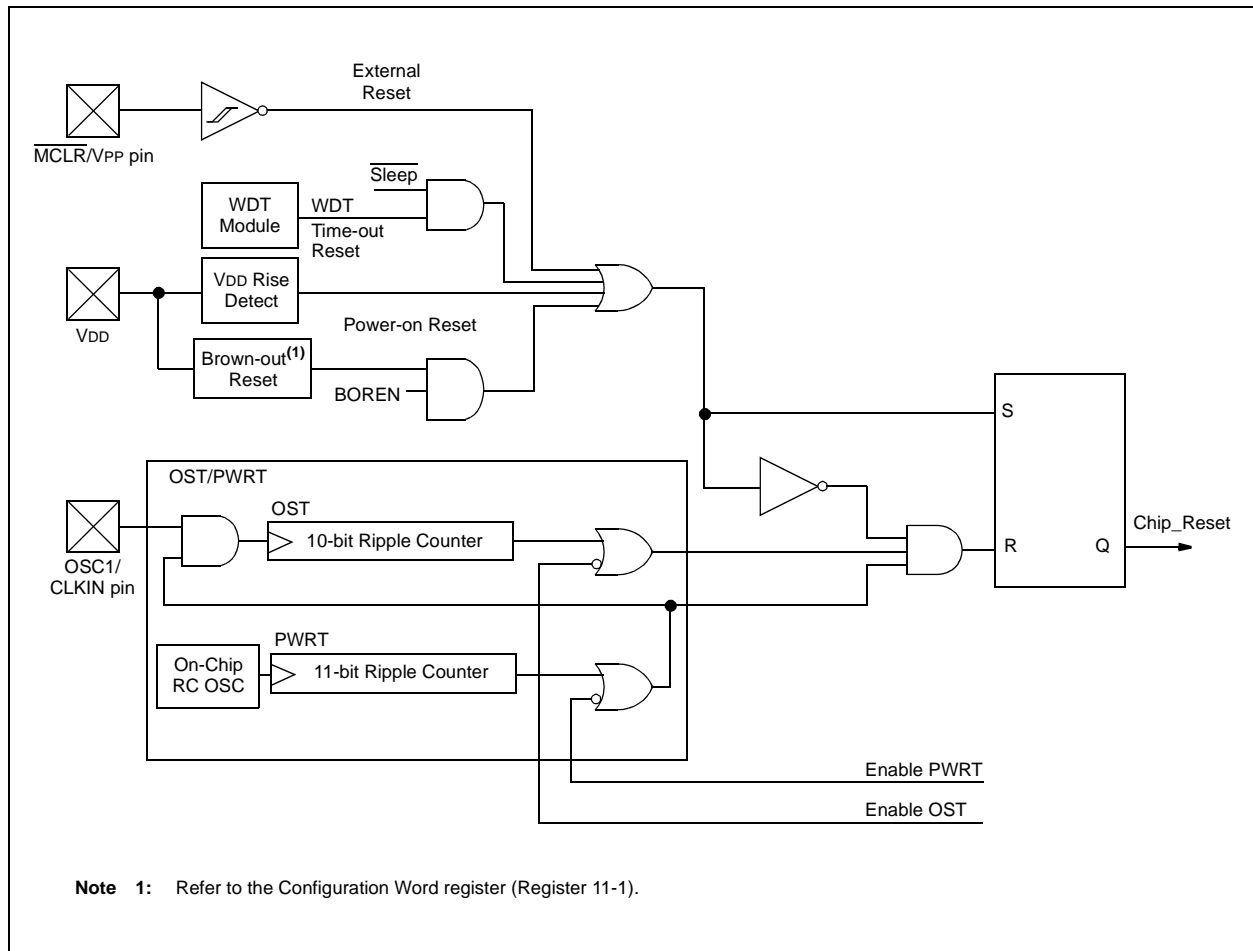 External
Reset
MCLR/VPP pin
Sleep
WDT
Module
WDT
Time-out
Reset
VDD
VDD Rise
Detect
Power-on Reset
Brown-out(1)
Reset
BOREN
S
R
Q
Chip_Reset
OST/PWRT
OSC1/
CLKIN pin
OST
10-bit Ripple Counter
PWRT
On-Chip
RC OSC
11-bit Ripple Counter
Enable PWRT
Enable OST
Note 1: Refer to the Configuration Word register (Register 11-1).